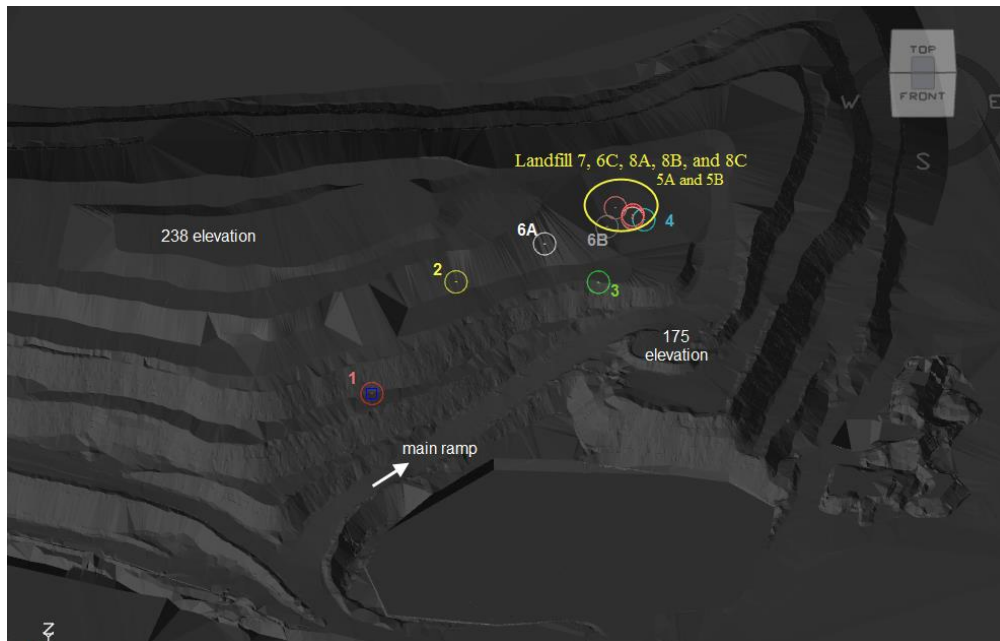 TOP
FRONT
W
E
S
Landfill 7, 6C, 8A, 8B, and 8C
5A and 5B
4
6A
6B
238 elevation
2
3
175
elevation
1
main ramp
Z